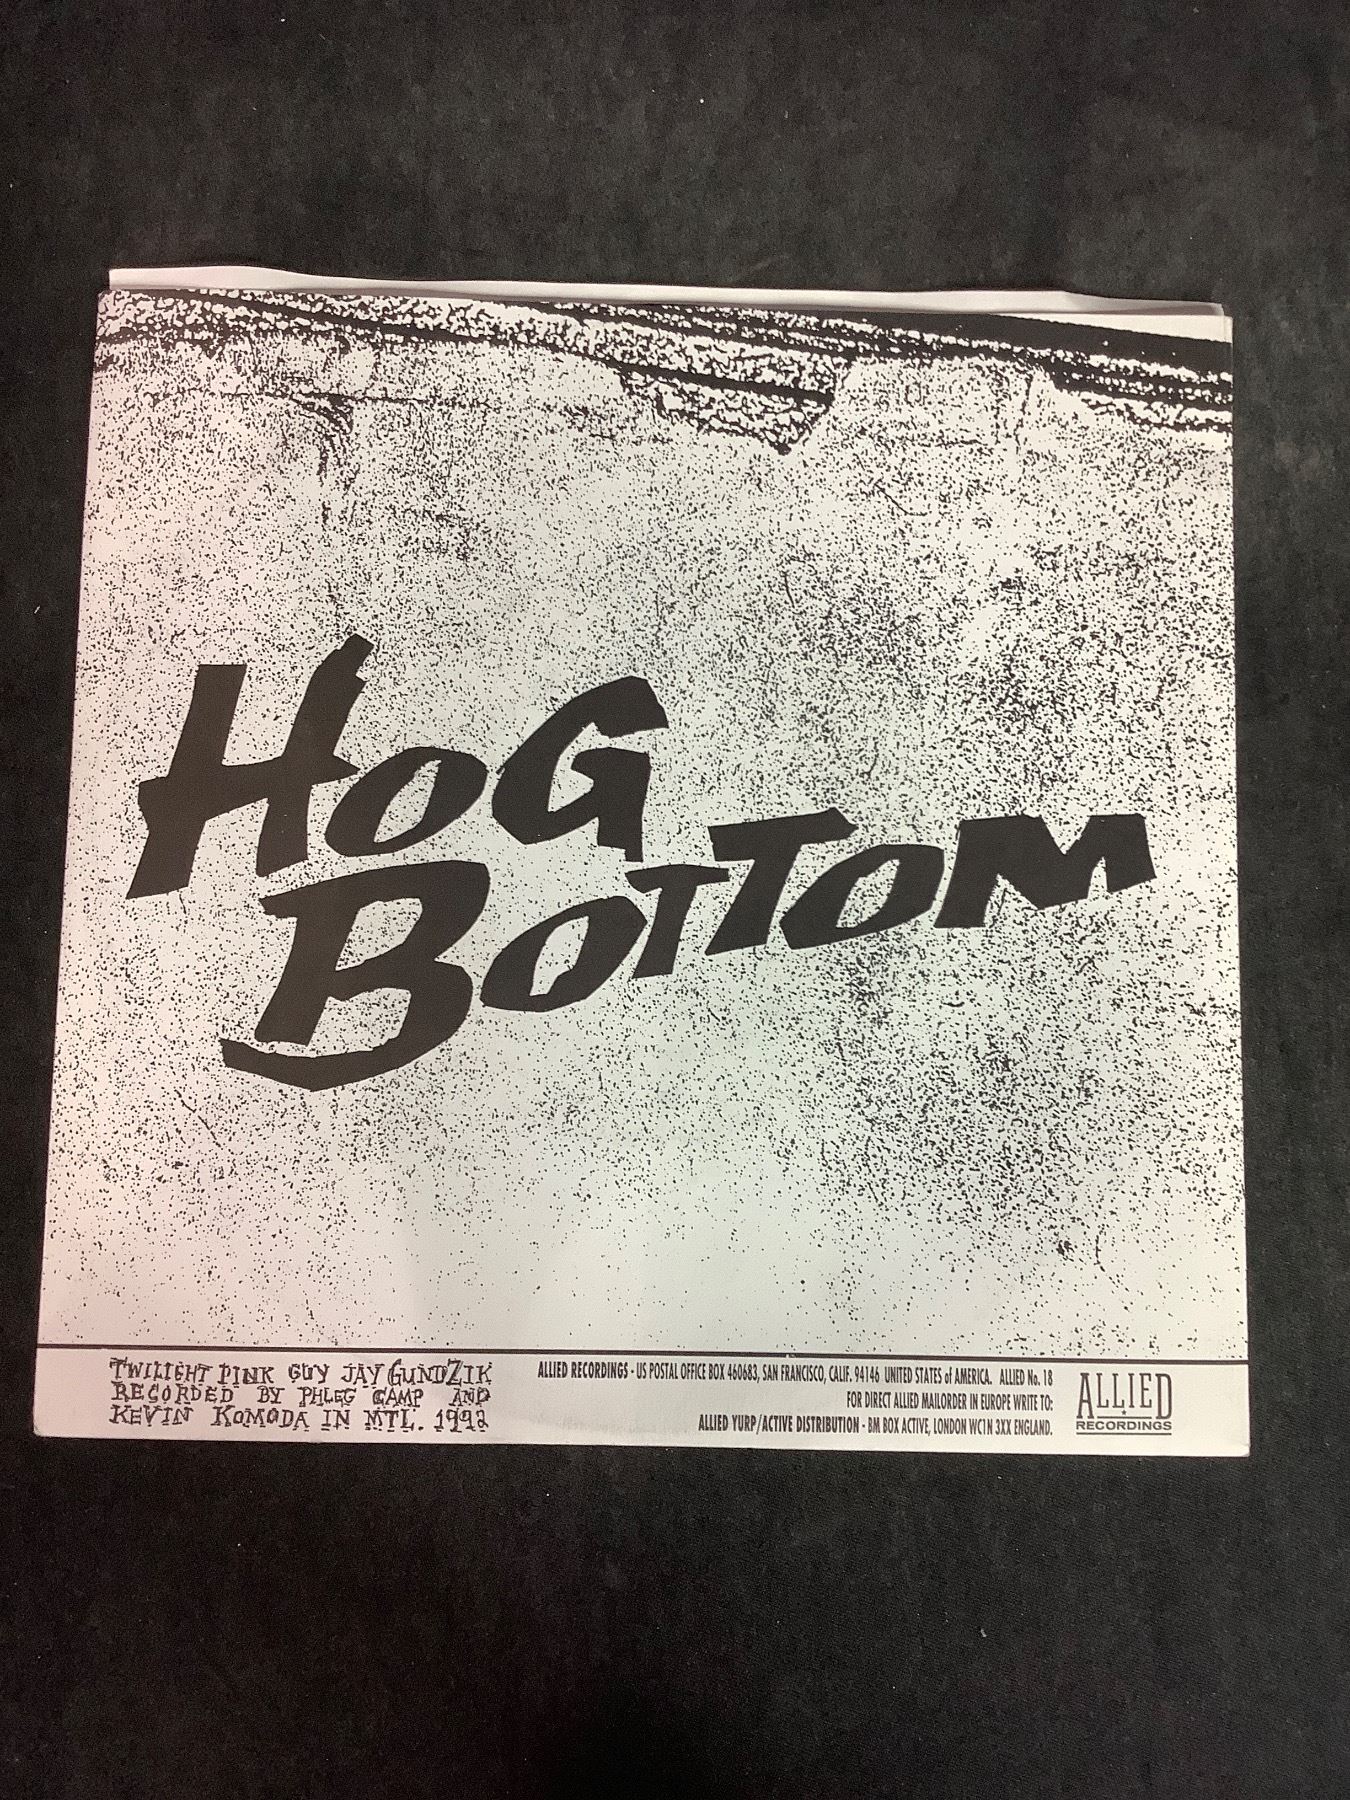 HoG
BoTToM
TWILIGHT PINK GUY JAY GUNDZIK
RECORDED BY PHLEG CAMP AND
KEVIN KOMODA IN MTL. 1992
ALLIED RECORDINGS - US POSTAL OFFICE BOX 460683, SAN FRANCISCO, CALIF. 94146 UNITED STATES of AMERICA. ALLIED No. 18
FOR DIRECT ALLIED MAILORDER IN EUROPE WRITE TO:
ALLIED YURP/ACTIVE DISTRIBUTION - BM BOX ACTIVE, LONDON WC1N 3XX ENGLAND.
ALLIED
RECORDINGS